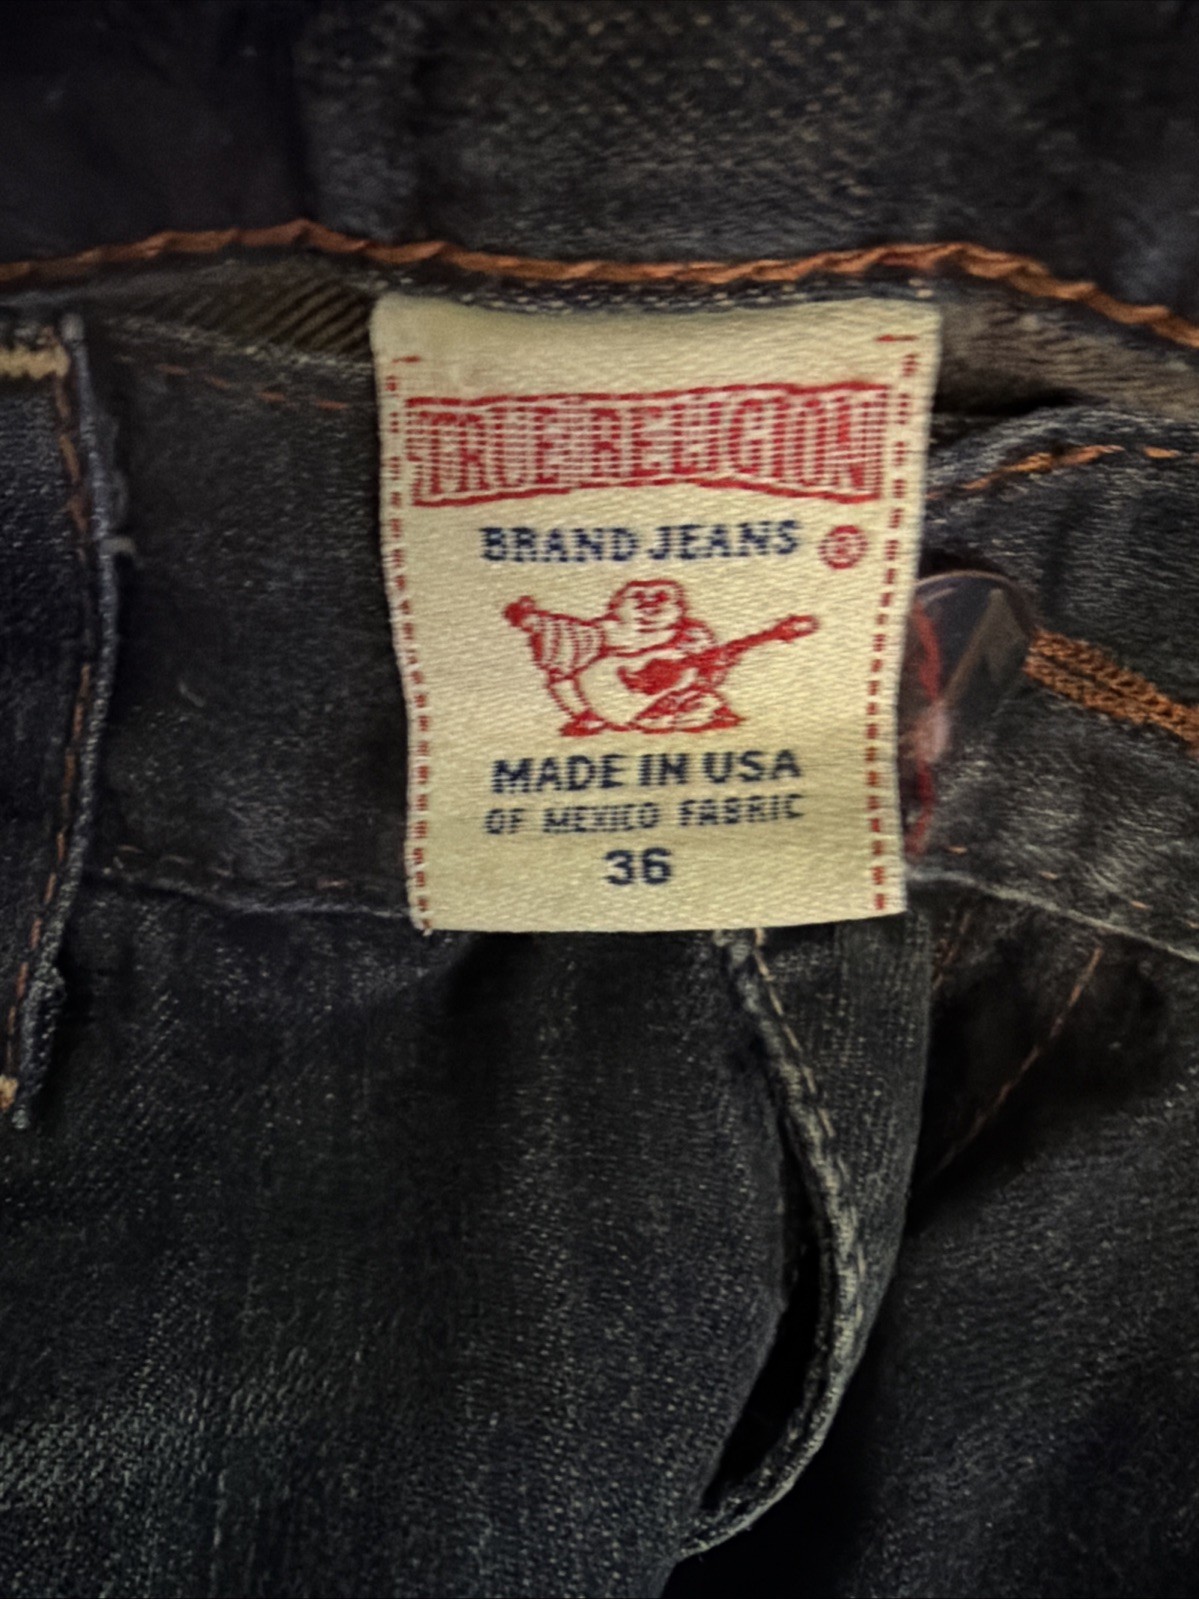 TRUE RELIGION
BRAND JEANS ®
MADE IN USA
OF MEXICO FABRIC
36